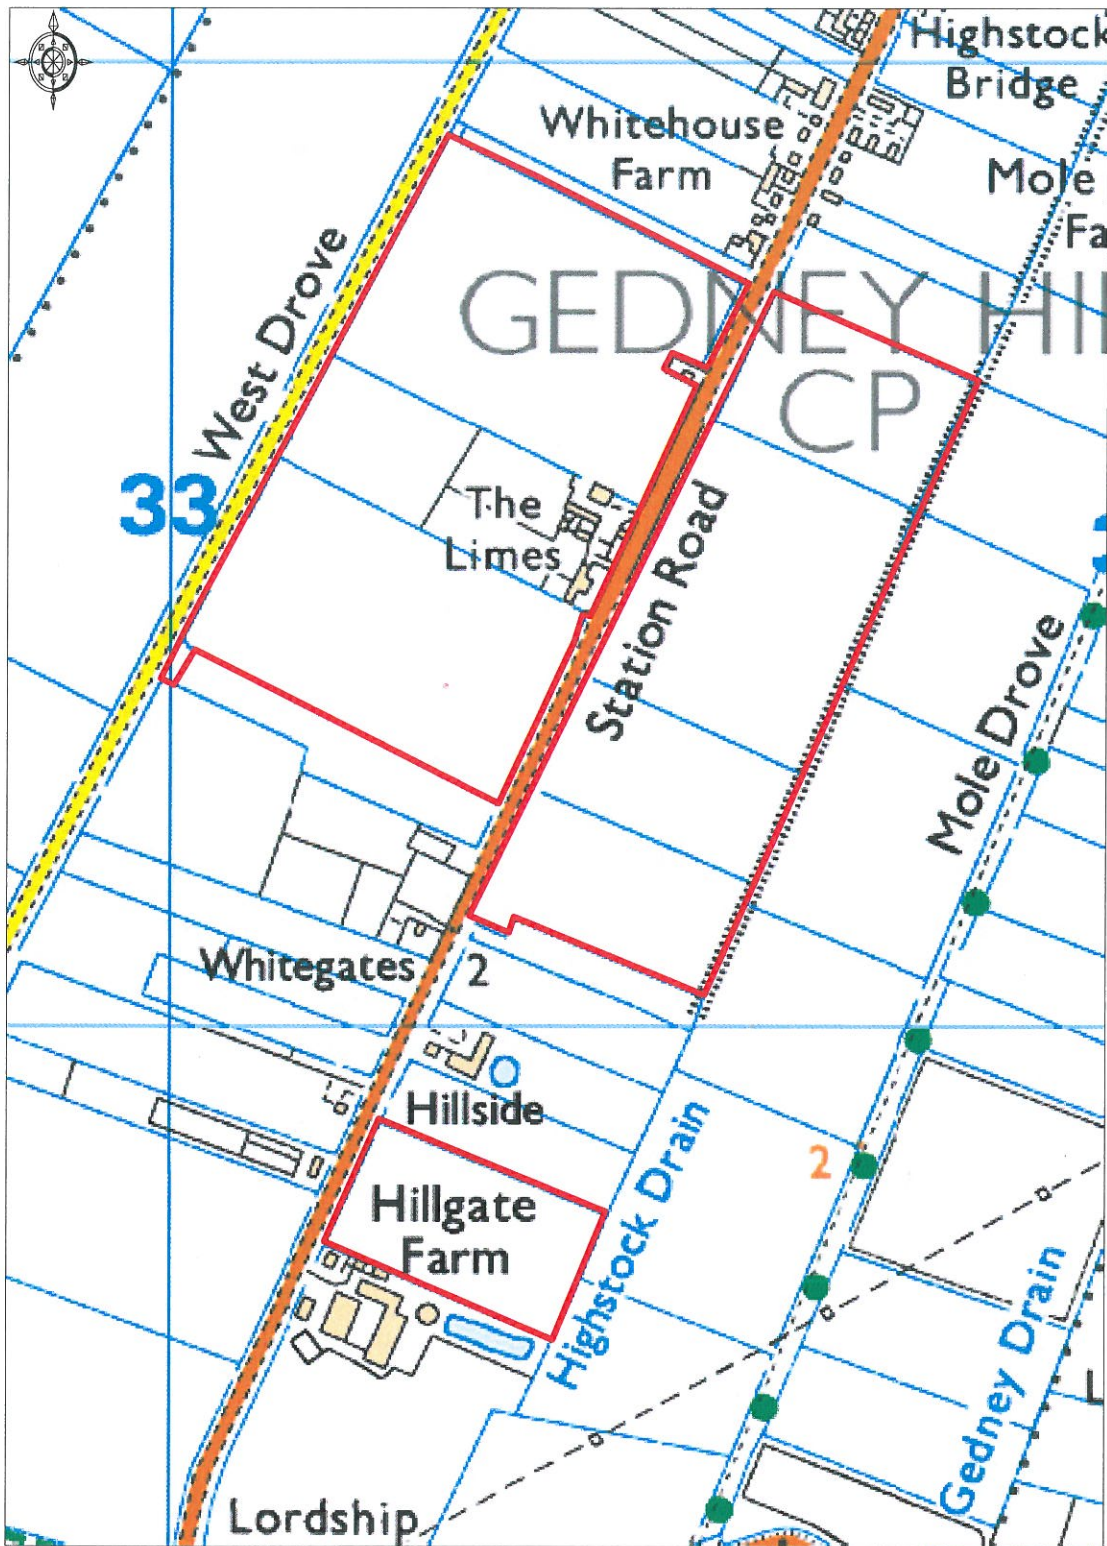 Highstock
Bridge
Whitehouse
Farm
Mole
Fa
West Drove
GEDNEY HI
CP
33
The
Limes
Station Road
Mole Drove
Whitegates
2
Hillside
Highstock Drain
2
Hillgate
Farm
Gedney Drain
L
Lordship